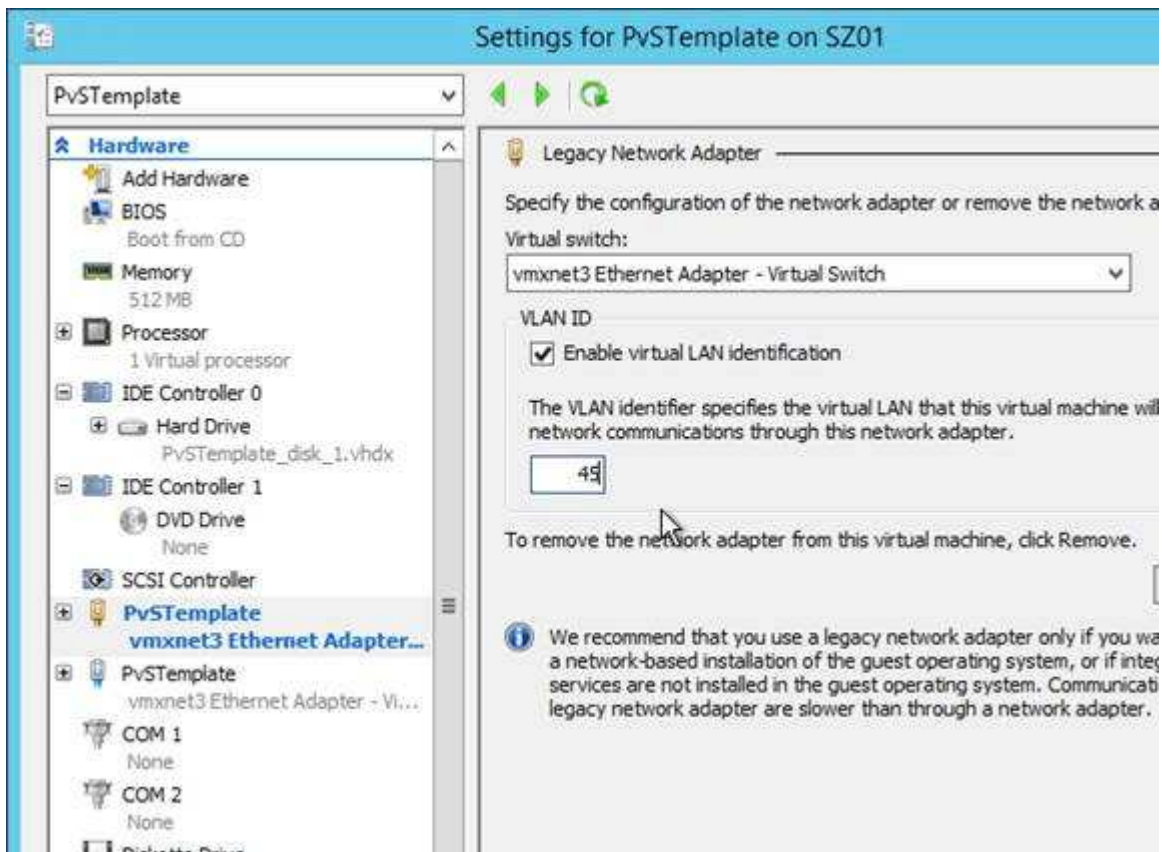 Settings for PvSTemplate on SZ01
PvSTemplate
Hardware
Add Hardware
BIOS
Boot from CD
Memory
512 MB
Processor
1 Virtual processor
IDE Controller 0
Hard Drive
PvSTemplate_disk_1.vhdx
IDE Controller 1
DVD Drive
None
SCSI Controller
PvSTemplate
vmxnet3 Ethernet Adapter...
PvSTemplate
vmxnet3 Ethernet Adapter - Vi...
COM 1
None
COM 2
None
Diskette Drive
Legacy Network Adapter
Specify the configuration of the network adapter or remove the network a
Virtual switch:
vmxnet3 Ethernet Adapter - Virtual Switch
VLAN ID
Enable virtual LAN identification
The VLAN identifier specifies the virtual LAN that this virtual machine will
network communications through this network adapter.
45
To remove the network adapter from this virtual machine, click Remove.
We recommend that you use a legacy network adapter only if you wa
a network-based installation of the guest operating system, or if integ
services are not installed in the guest operating system. Communicati
legacy network adapter are slower than through a network adapter.